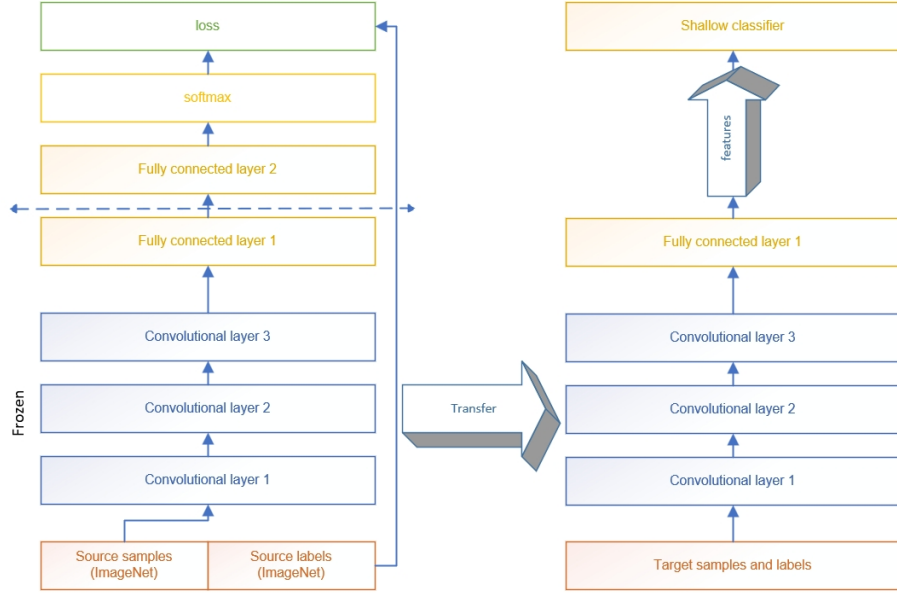 loss
softmax
Fully connected layer 2
Fully connected layer 1
Convolutional layer 3
Convolutional layer 2
Convolutional layer 1
Frozen
Source samples
(ImageNet)
Source labels
(ImageNet)
Transfer
Shallow classifier
features
Fully connected layer 1
Convolutional layer 3
Convolutional layer 2
Convolutional layer 1
Target samples and labels